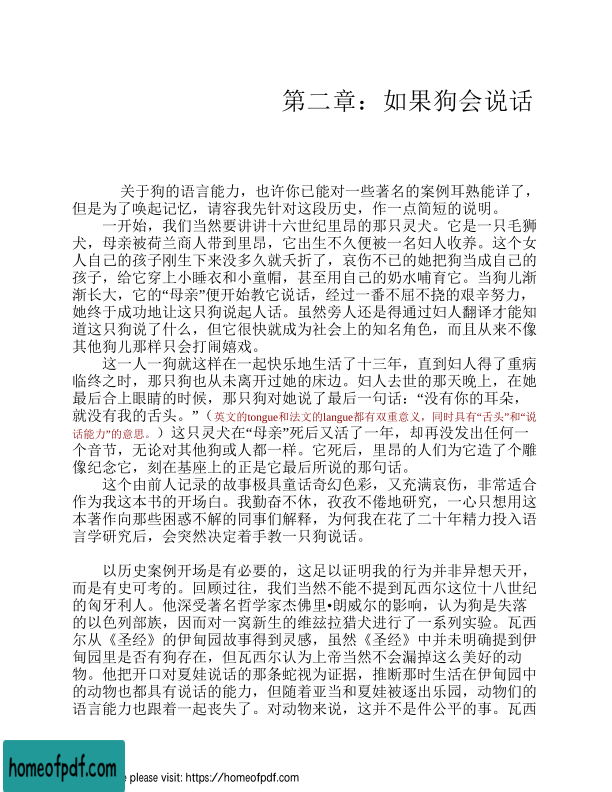 第二章：如果狗会说话
关于狗的语言能力，也许你已能对一些著名的案例耳熟能详了，
但是为了唤起记忆，请容我先针对这段历史，作一点简短的说明。
一开始，我们当然要讲讲十六世纪里昂的那只灵犬。它是一只毛狮
犬，母亲被荷兰商人带到里昂，它出生不久便被一名妇人收养。这个女
人自己的孩子刚生下来没多久就夭折了，哀伤不已的她把狗当成自己的
孩子，给它穿上小睡衣和小童帽，甚至用自己的奶水哺育它。当狗儿渐
渐长大，它的“母亲”便开始教它说话，经过一番不屈不挠的艰辛努力，
她终于成功地让这只狗说起人话。虽然旁人还是得通过妇人翻译才能知
道这只狗说了什么，但它很快就成为社会上的知名角色，而且从来不像
其他狗儿那样只会打闹嬉戏。
这一人一狗就这样在一起快乐地生活了十三年，直到妇人得了重病
临终之时，那只狗也从未离开过她的床边。妇人去世的那天晚上，在她
最后合上眼睛的时候，那只狗对她说了最后一句话：“没有你的耳朵，
就没有我的舌头。”（英文的tongue和法文的langue都有双重意义，同时具有“舌头”和“说
话能力”的意思。）这只灵犬在“母亲”死后又活了一年，却再没发出任何一
个音节，无论对其他狗或人都一样。它死后，里昂的人们为它造了个雕
像纪念它，刻在基座上的正是它最后所说的那句话。
这个由前人记录的故事极具童话奇幻色彩，又充满哀伤，非常适合
作为我这本书的开场白。我勤奋不休，孜孜不倦地研究，一心只想用这
本著作向那些困惑不解的同事们解释，为何我在花了二十年精力投入语
言学研究后，会突然决定着手教一只狗说话。
以历史案例开场是有必要的，这足以证明我的行为并非异想天开，
而是有史可考的。回顾过往，我们当然不能不提到瓦西尔这位十八世纪
的匈牙利人。他深受著名哲学家杰佛里•朗威尔的影响，认为狗是失落
的以色列部族，因而对一窝新生的维兹拉猎犬进行了一系列实验。瓦西
尔从《圣经》的伊甸园故事得到灵感，虽然《圣经》中并未明确提到伊
甸园里是否有狗存在，但瓦西尔认为上帝当然不会漏掉这么美好的动
物。他把开口对夏娃说话的那条蛇视为证据，推断那时生活在伊甸园中
的动物也都具有说话的能力，但随着亚当和夏娃被逐出乐园，动物们的
语言能力也跟着一起丧失了。对动物来说，这并不是件公平的事。瓦西
homeofpdf.com
e please visit: https://homeofpdf.com